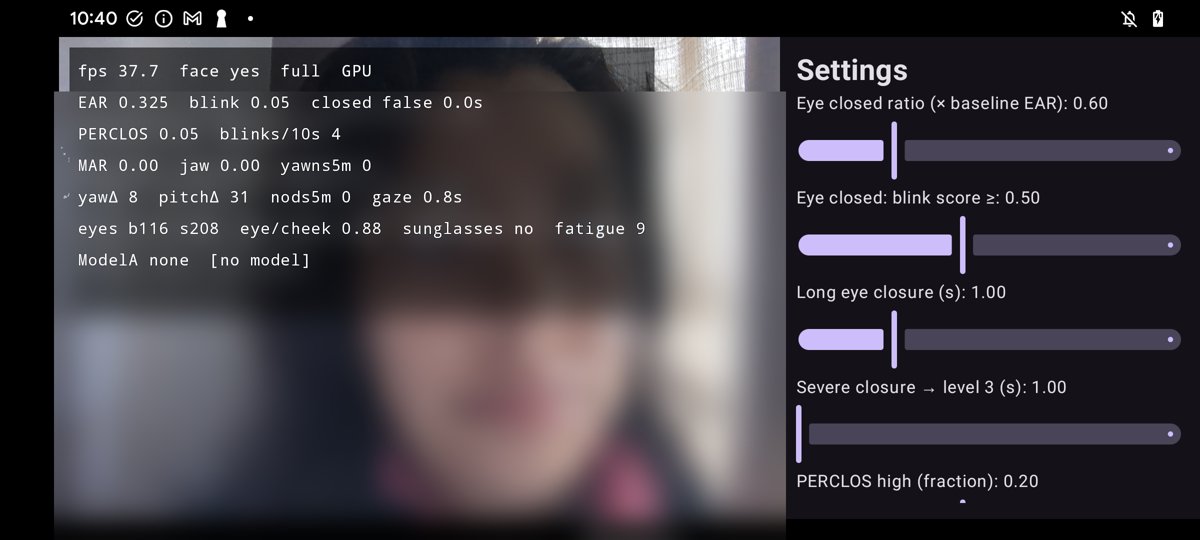 10:40
fps 37.7  face yes  full  GPU
EAR 0.325  blink 0.05  closed false 0.0s
PERCLOS 0.05  blinks/10s 4
MAR 0.00  jaw 0.00  yawns5m 0
yawΔ 8  pitchΔ 31  nods5m 0  gaze 0.8s
eyes b116 s208  eye/cheek 0.88  sunglasses no  fatigue 9
ModelA none  [no model]
Settings
Eye closed ratio (× baseline EAR): 0.60
Eye closed: blink score ≥: 0.50
Long eye closure (s): 1.00
Severe closure → level 3 (s): 1.00
PERCLOS high (fraction): 0.20